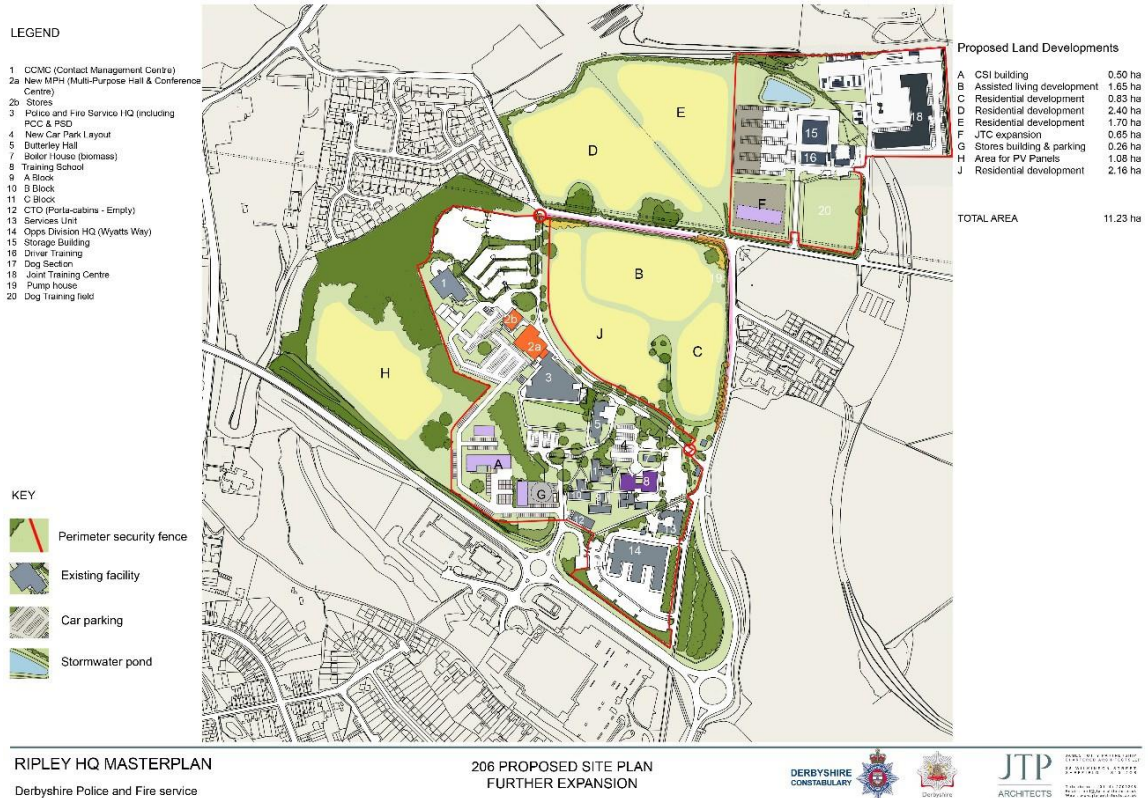 LEGEND
1 CCMC (Contact Management Centre)
2a New MPH (Multi-Purpose Hall & Conference
Centre)
2b Stores
3 Police and Fire Service HQ (including
PCC & PSD)
4 New Car Park Layout
5 Butterley Hall
7 Boiler House (biomass)
8 Training School
9 A Block
10 B Block
11 C Block
12 CTO (Porta-cabins - Empty)
13 Services Unit
14 Opps Division HQ (Wyatts Way)
15 Storage Building
16 Driver Training
17 Dog Section
18 Joint Training Centre
19 Pump house
20 Dog Training field
KEY
Perimeter security fence
Existing facility
Car parking
Stormwater pond
E
D
18
15
16
F
20
1
B
2b
J
2a
C
3
H
5
4
A
8
G
10
12
13
14
Proposed Land Developments
A CSI building 0.50 ha
B Assisted living development 1.65 ha
C Residential development 0.83 ha
D Residential development 2.40 ha
E Residential development 1.70 ha
F JTC expansion 0.65 ha
G Stores building & parking 0.26 ha
H Area for PV Panels 1.08 ha
J Residential development 2.16 ha
TOTAL AREA 11.23 ha
RIPLEY HQ MASTERPLAN
Derbyshire Police and Fire service
206 PROPOSED SITE PLAN
FURTHER EXPANSION
DERBYSHIRE
CONSTABULARY
Derbyshire
JTP
ARCHITECTS